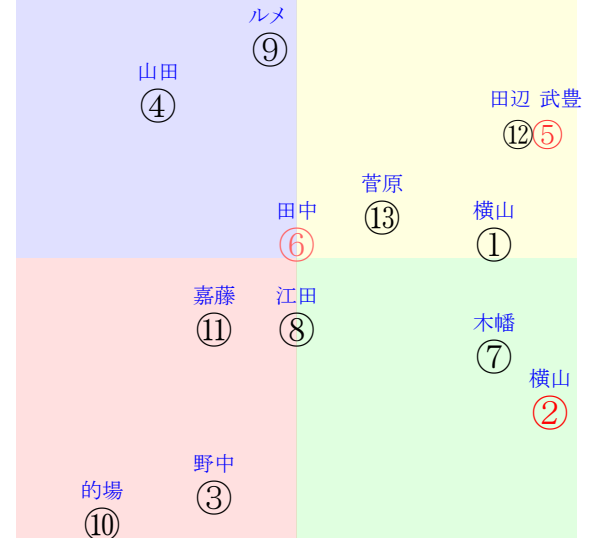 ルメ
⑨
山田
④
田辺 武豊
⑫⑤
菅原
⑬
田中
⑥
横山
①
嘉藤
⑪
江田
⑧
木幡
⑦
横山
②
野中
③
的場
⑩